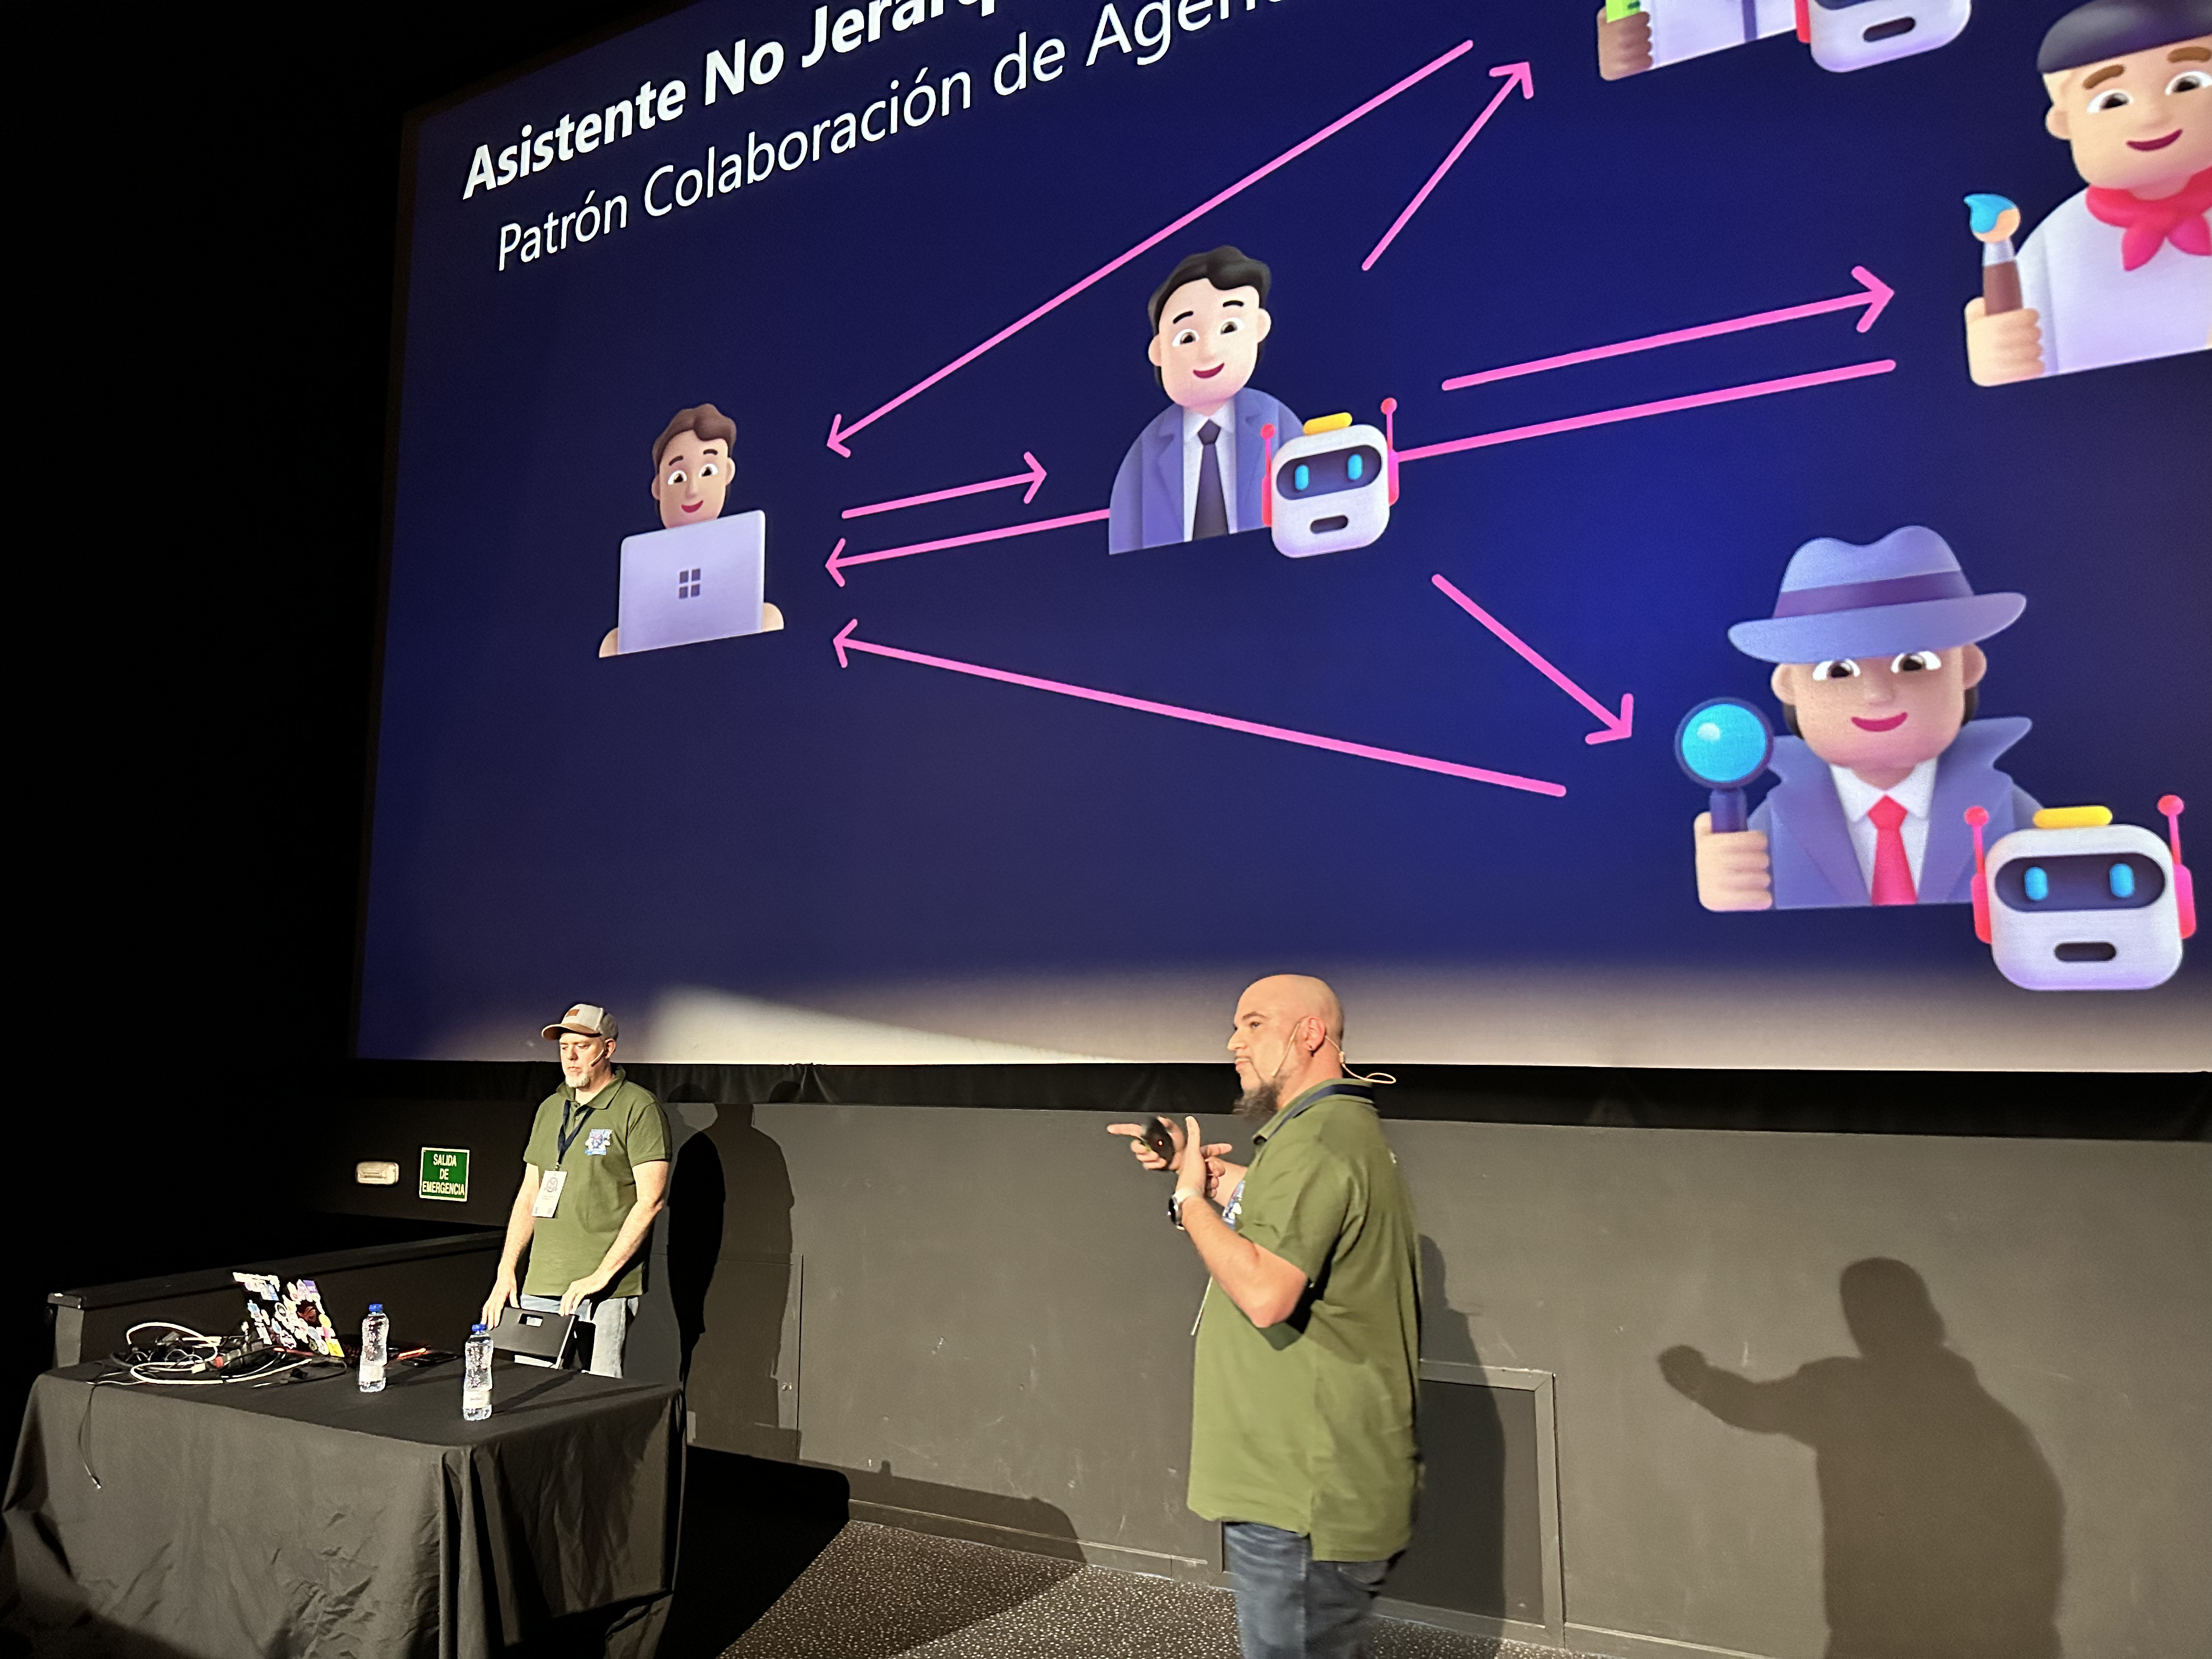 Asistente No
Patrón Colaboración de
SALIDA
DE
EMERGENCIA